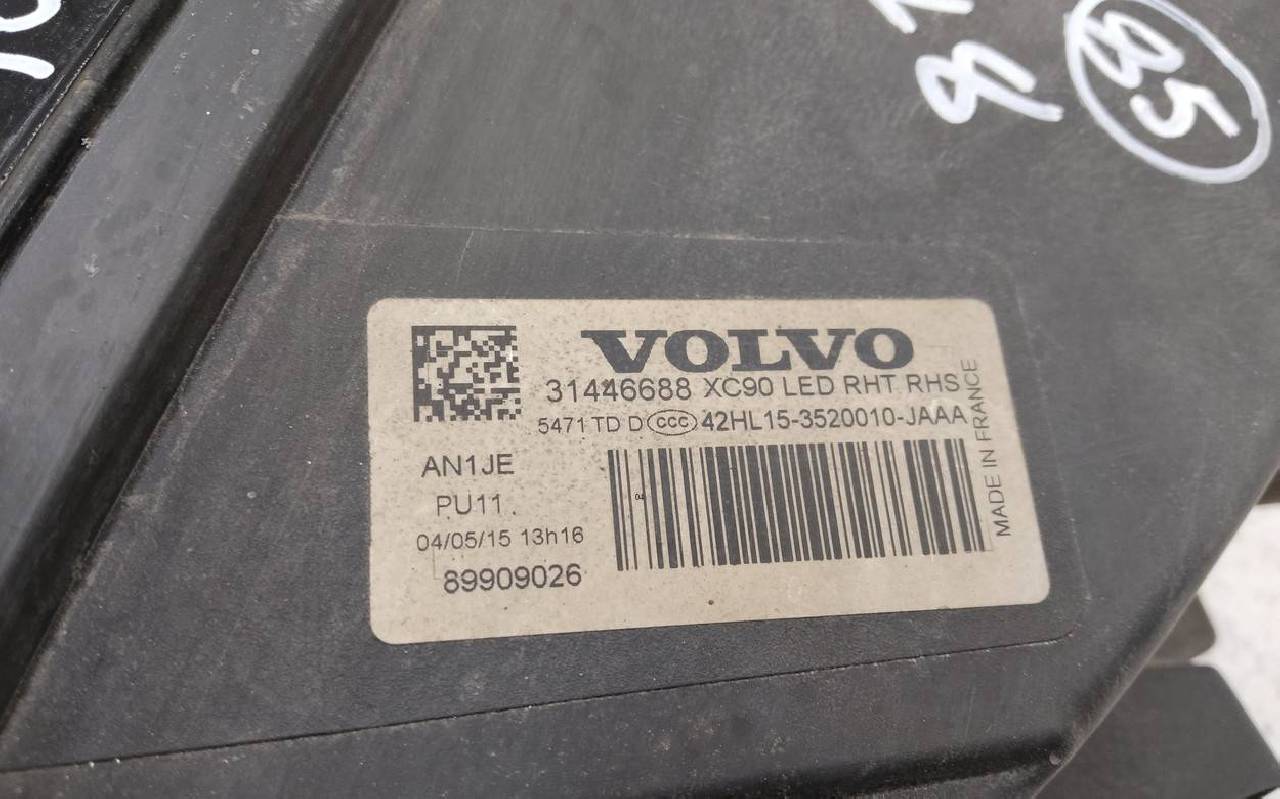 95
VOLVO
31446688 XC90 LED RHT RHS
5471 TD D CCC 42HL15-3520010-JAAA
MADE IN FRANCE
AN1JE
PU11
04/05/15 13h16
89909026